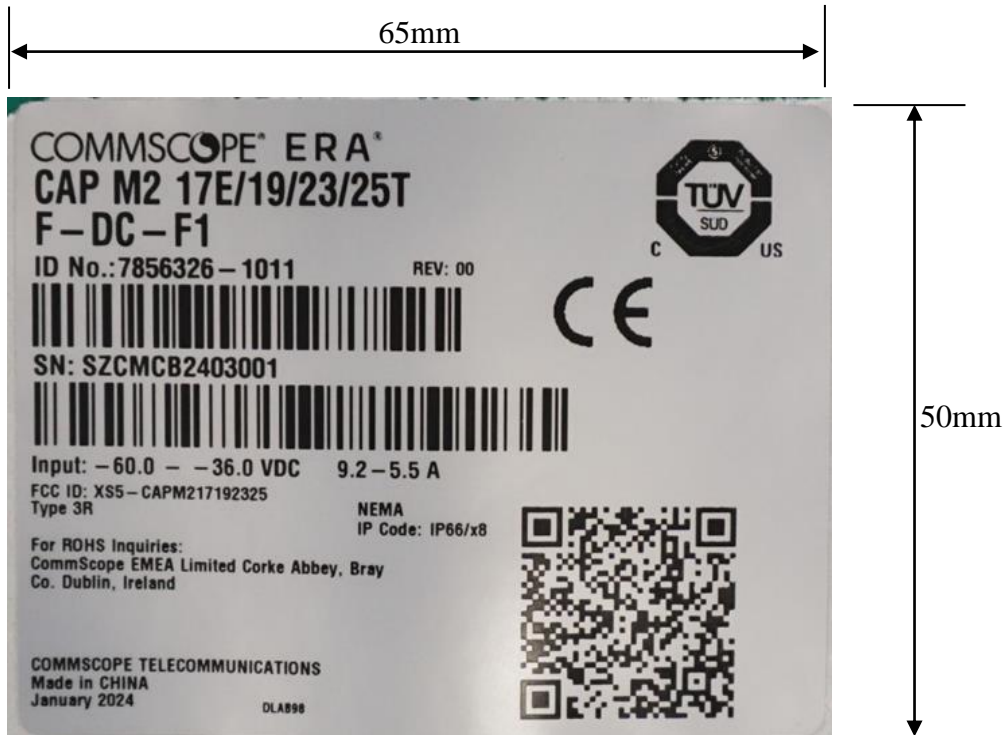 65mm
COMMSCOPE® ERA®
CAP M2 17E/19/23/25T
F-DC-F1
TÜV
SUD
C US
ID No.:7856326-1011 REV: 00
CE
SN: SZCMCB2403001
50mm
Input: -60.0 - -36.0 VDC 9.2-5.5 A
FCC ID: XS5-CAPM217192325
Type 3R NEMA
IP Code: IP66/x8
For ROHS Inquiries:
CommScope EMEA Limited Corke Abbey, Bray
Co. Dublin, Ireland
COMMSCOPE TELECOMMUNICATIONS
Made in CHINA
January 2024 DLAB98